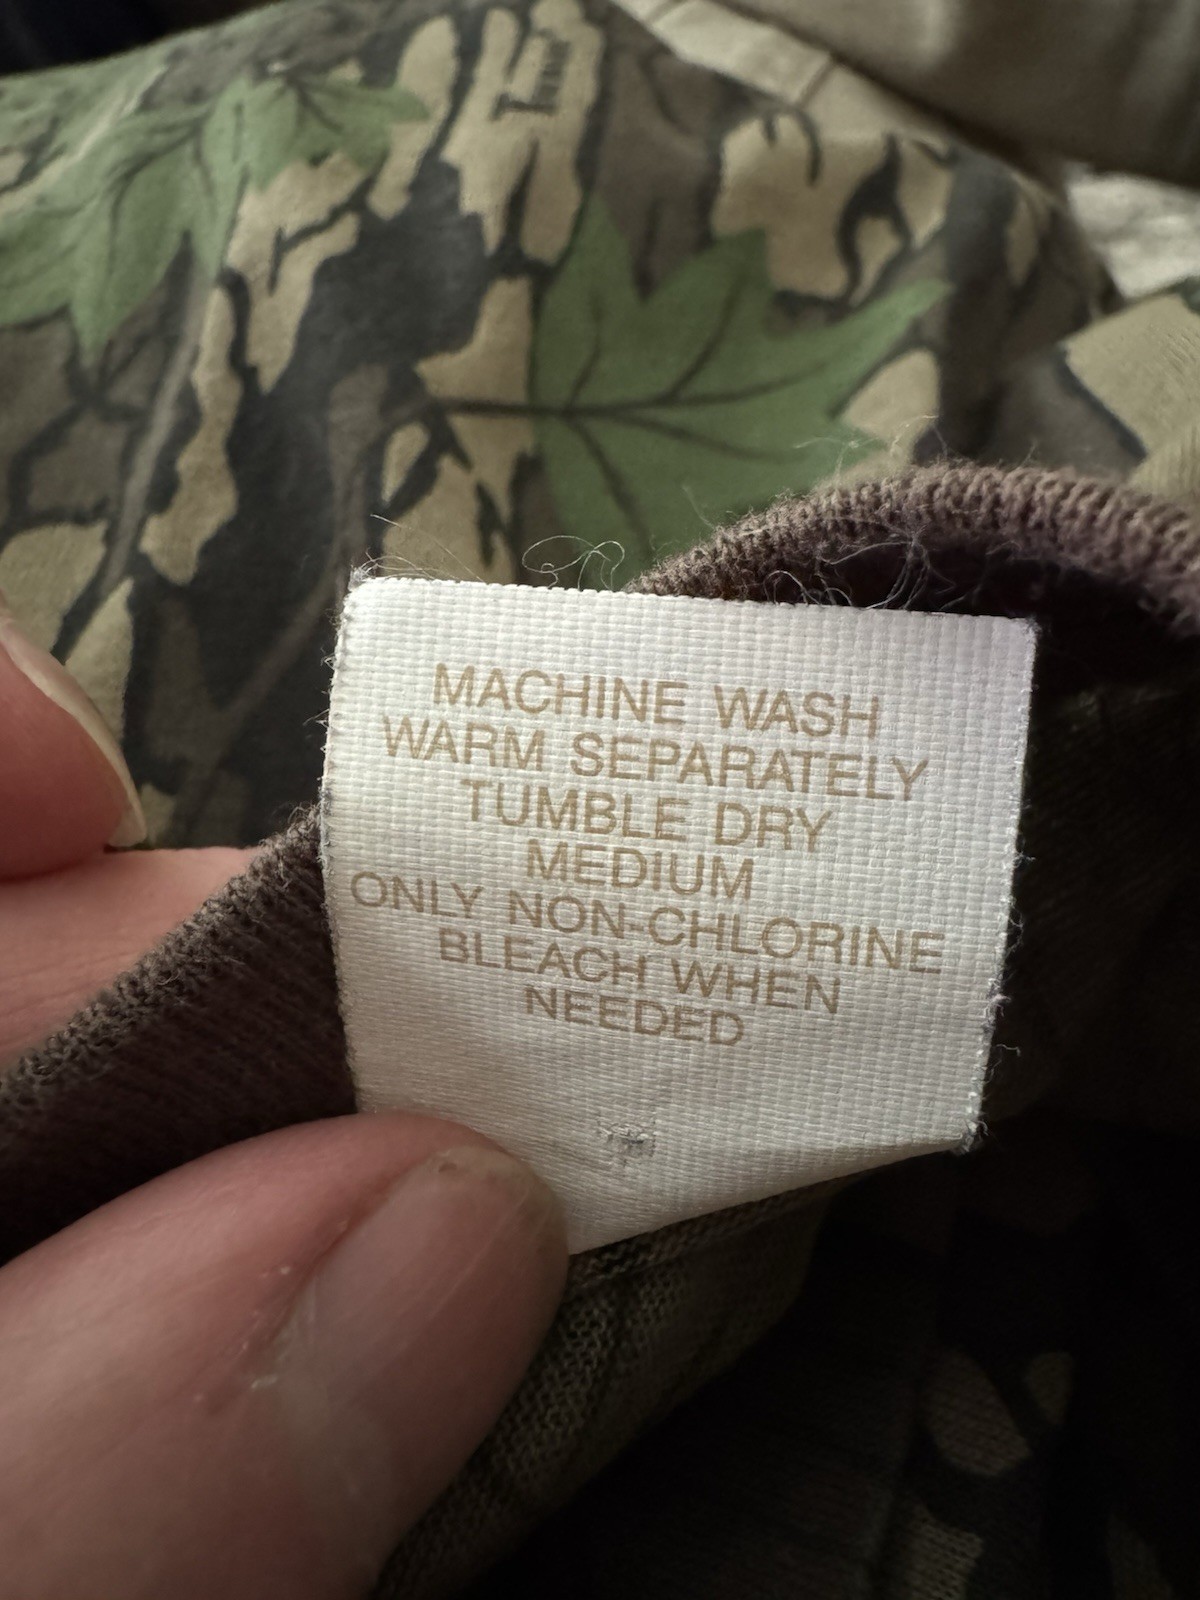 MACHINE WASH
WARM SEPARATELY
TUMBLE DRY
MEDIUM
ONLY NON-CHLORINE
BLEACH WHEN
NEEDED